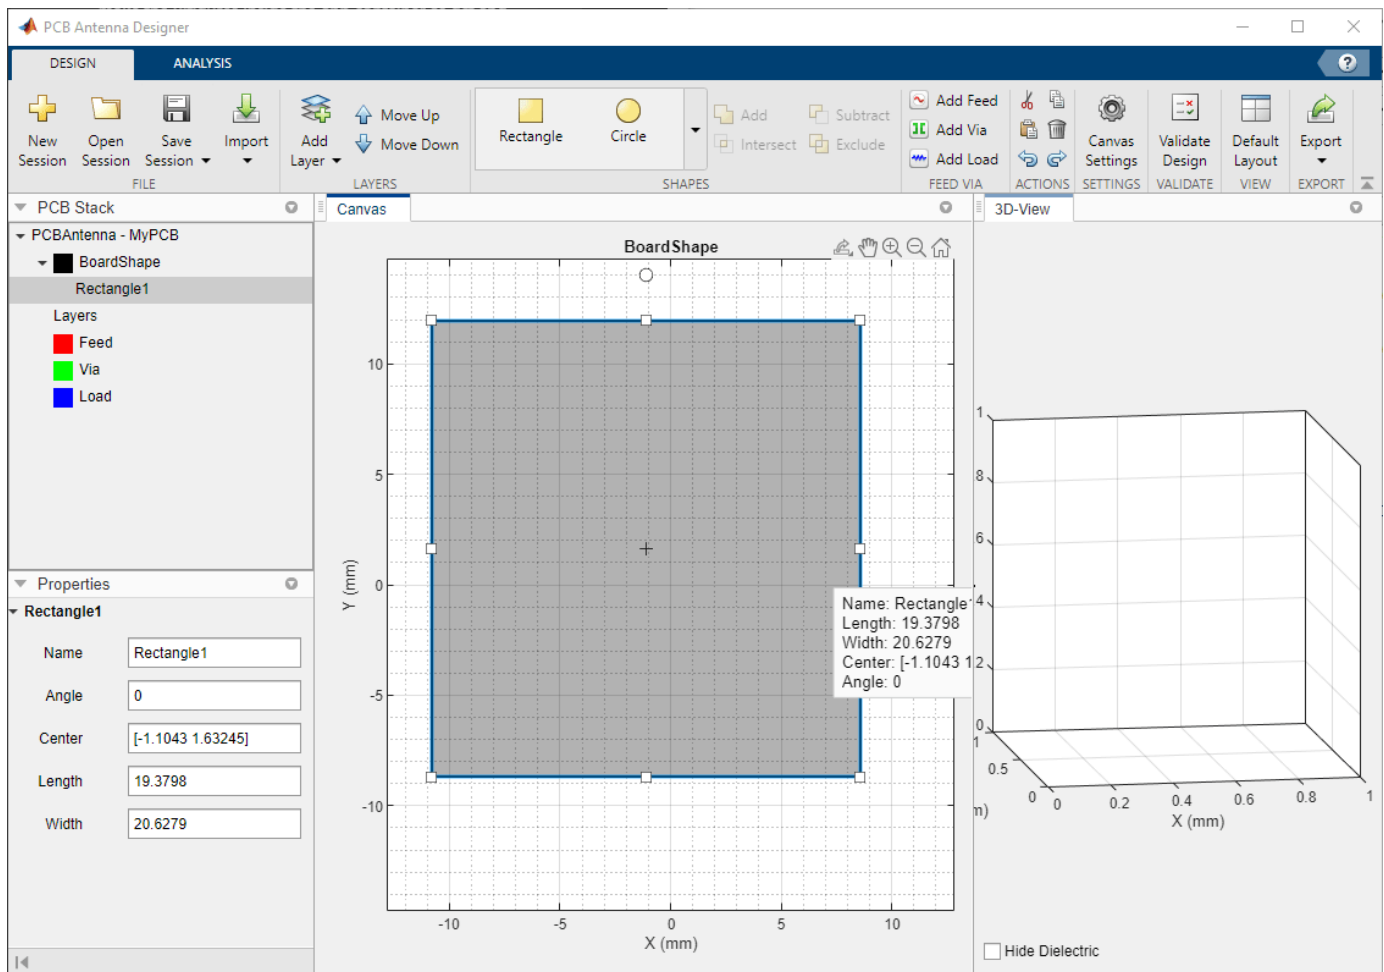 PCB Antenna Designer
DESIGN
ANALYSIS
New Session
Open Session
Save Session
Import
FILE
Add Layer
Move Up
Move Down
LAYERS
Rectangle
Circle
Add
Subtract
Intersect
Exclude
SHAPES
Add Feed
Add Via
Add Load
FEED VIA
ACTIONS
Canvas Settings
SETTINGS
Validate Design
VALIDATE
Default Layout
VIEW
Export
EXPORT
PCB Stack
PCBAntenna - MyPCB
BoardShape
Rectangle1
Layers
Feed
Via
Load
Properties
Rectangle1
Name
Rectangle1
Angle
0
Center
[-1.1043 1.63245]
Length
19.3798
Width
20.6279
Canvas
BoardShape
10
5
0
-5
-10
Y (mm)
-10
-5
0
5
10
X (mm)
Name: Rectangle
Length: 19.3798
Width: 20.6279
Center: [-1.1043 1
Angle: 0
3D-View
1
8
6
4
2
0
1
0.5
0
m)
0
0.2
0.4
0.6
0.8
1
X (mm)
Hide Dielectric